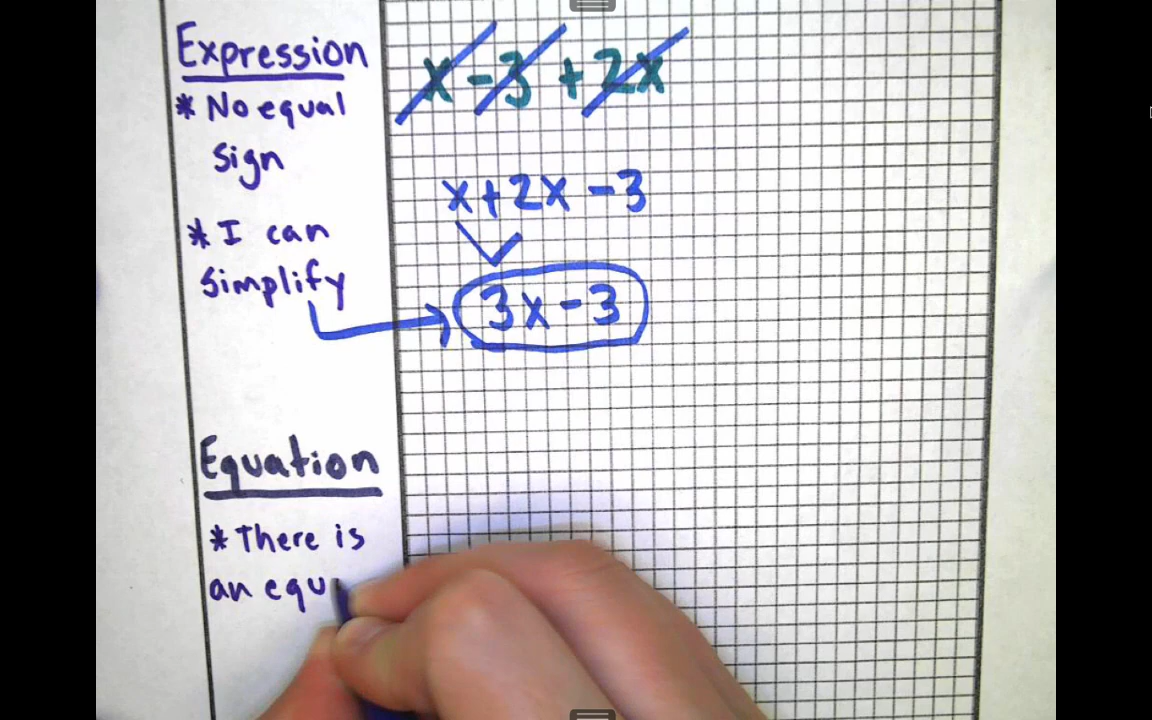 Expression
* No equal
sign
* I can
simplify
x - 3 + 2x
x + 2x - 3
3x - 3
Equation
* There is
an equ